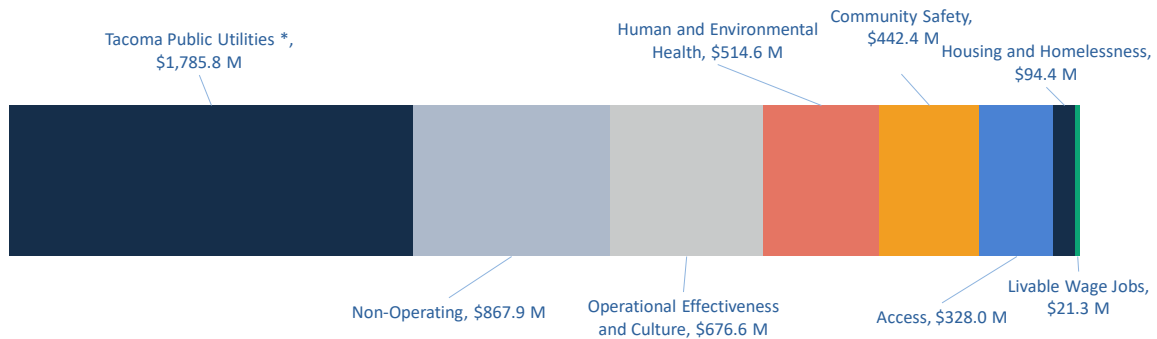 Tacoma Public Utilities *,
$1,785.8 M
Human and Environmental
Health, $514.6 M
Community Safety,
$442.4 M
Housing and Homelessness,
$94.4 M
Non-Operating, $867.9 M
Operational Effectiveness
and Culture, $676.6 M
Access, $328.0 M
Livable Wage Jobs,
$21.3 M